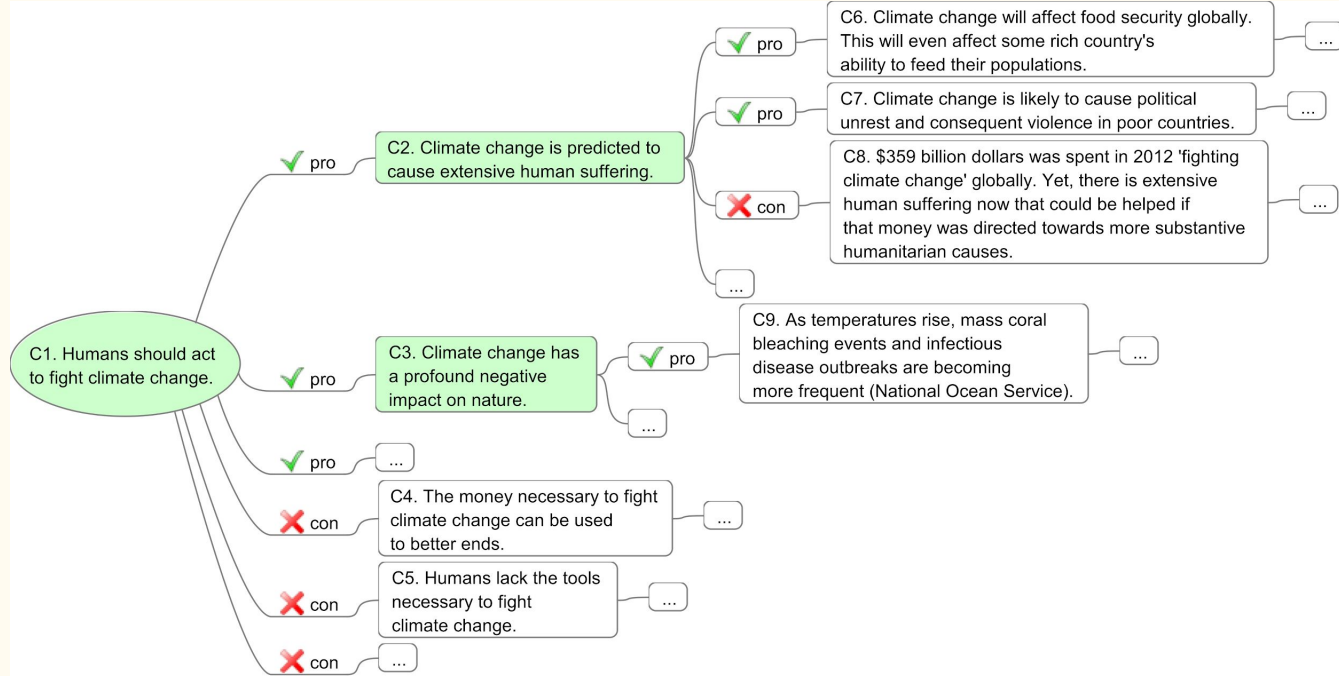 C1. Humans should act
to fight climate change.
pro
C2. Climate change is predicted to
cause extensive human suffering.
pro
C6. Climate change will affect food security globally.
This will even affect some rich country's
ability to feed their populations.
...
pro
C7. Climate change is likely to cause political
unrest and consequent violence in poor countries.
...
con
C8. $359 billion dollars was spent in 2012 'fighting
climate change' globally. Yet, there is extensive
human suffering now that could be helped if
that money was directed towards more substantive
humanitarian causes.
...
...
pro
C3. Climate change has
a profound negative
impact on nature.
pro
C9. As temperatures rise, mass coral
bleaching events and infectious
disease outbreaks are becoming
more frequent (National Ocean Service).
...
...
pro
...
con
C4. The money necessary to fight
climate change can be used
to better ends.
...
con
C5. Humans lack the tools
necessary to fight
climate change.
...
con
...